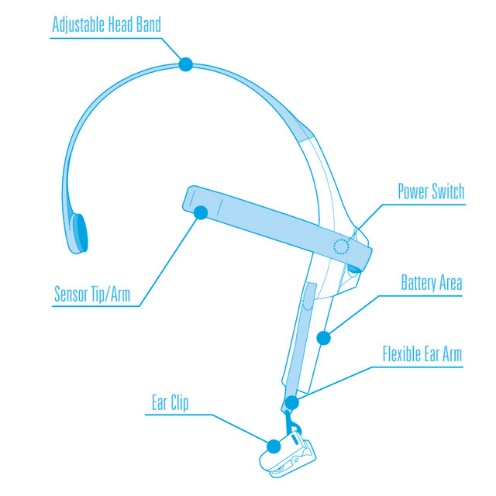 Adjustable Head Band
Power Switch
Sensor Tip/Arm
Battery Area
Flexible Ear Arm
Ear Clip